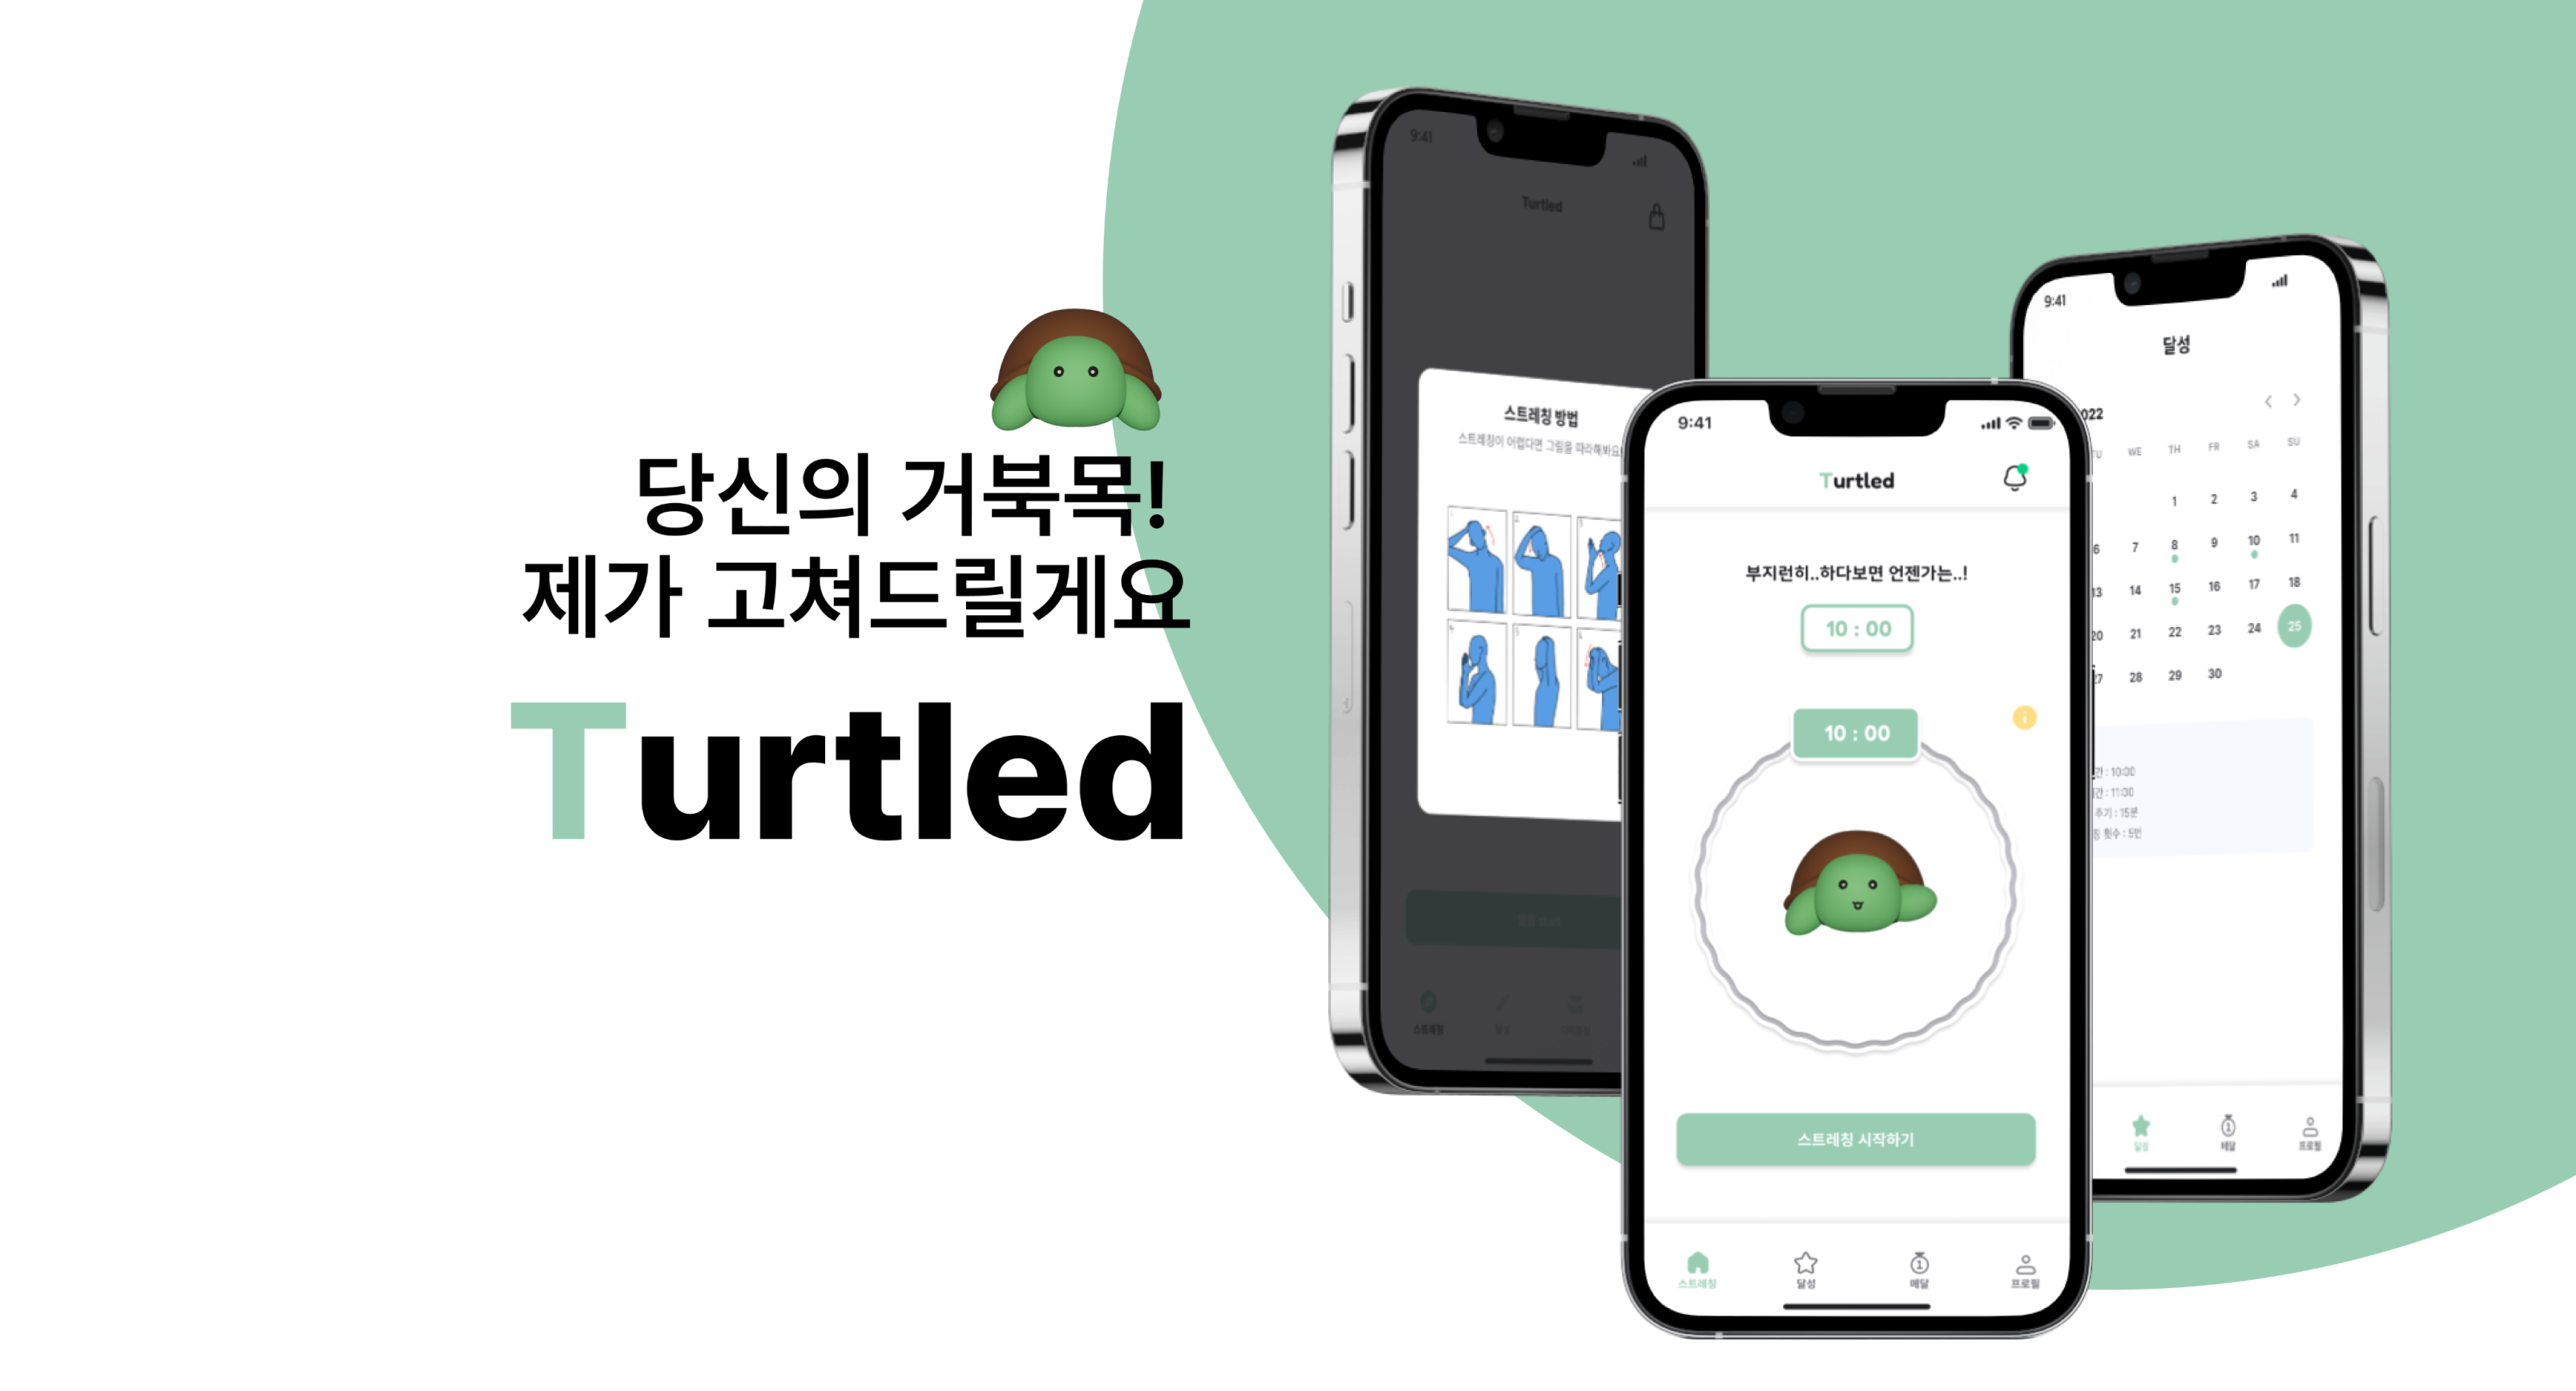 당신의 거북목!
제가 고쳐드릴게요
Turtled
9:41
Turtled
스트레칭 방법
스트레칭이 어렵다면 그림을 따라해봐요
스트레칭
9:41
Turtled
부지런히..하다보면 언젠가는..!
10 : 00
10 : 00
스트레칭 시작하기
스트레칭
달성
메달
프로필
9:41
달성
022
TU WE TH FR SA SU
1 2 3 4
6 7 8 9 10 11
13 14 15 16 17 18
20 21 22 23 24 25
27 28 29 30
간 : 10:00
간 : 11:00
주기 : 15분
횟수 : 5번
달성
메달
프로필